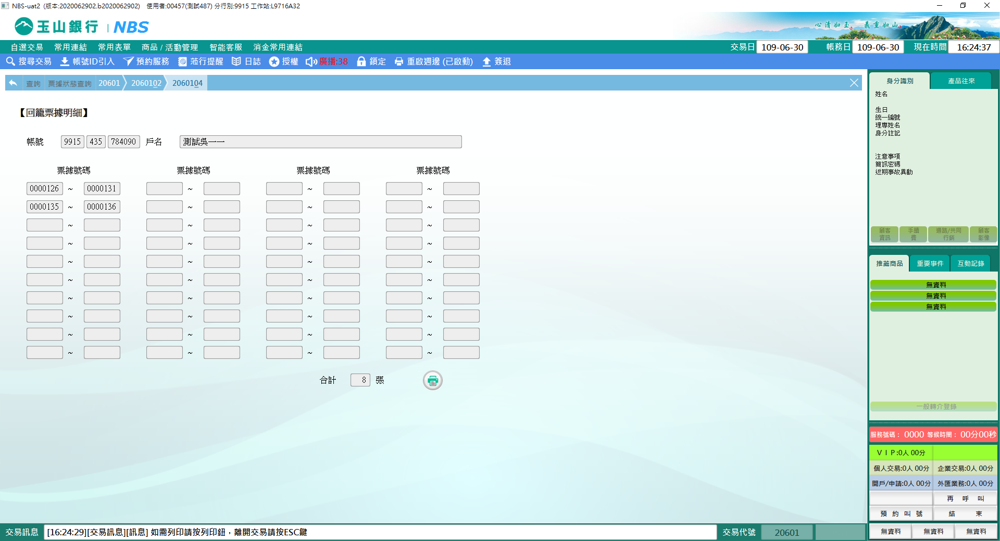 NBS-uat2 (版本:2020062902.b2020062902) 使用者:00457(測試487) 分行別:9915 工作站:L9716A32
玉山銀行 | NBS
心清如玉。義重如山。
自選交易 常用連結 常用表單 商品 / 活動管理 智能客服 消金常用連結 交易日 109-06-30 帳務日 109-06-30 現在時間 16:24:37
搜尋交易 帳號ID引入 預約服務 蒞行提醒 日誌 授權 廣播:38 鎖定 重啟週邊 (已啟動) 簽退
查詢 票據狀態查詢 20601 2060102 2060104
【回籠票據明細】
帳號 9915 435 784090 戶名 測試吳一一
票據號碼 票據號碼 票據號碼 票據號碼
0000126 ~ 0000131 ~ ~ ~
0000135 ~ 0000136 ~ ~ ~
~ ~ ~ ~
~ ~ ~ ~
~ ~ ~ ~
~ ~ ~ ~
~ ~ ~ ~
~ ~ ~ ~
~ ~ ~ ~
~ ~ ~ ~
合計 8 張
身分識別 產品往來
姓名
生日
統一編號
理專姓名
身分註記
注意事項
簡訊密碼
近期事故異動
顧客資訊 手續費 通路/共同行銷 顧客影像
推薦商品 重要事件 互動記錄
無資料
無資料
無資料
一般轉介登錄
服務號碼： 0000 等候時間： 00分00秒
ＶＩＰ:0人 00分
個人交易:0人 00分 企業交易:0人 00分
開戶/申請:0人 00分 外匯業務:0人 00分
再 呼 叫
預 約 叫 號 結 束
無資料 無資料 無資料
交易訊息 [16:24:29][交易訊息][訊息] 如需列印請按列印鈕，離開交易請按ESC鍵 交易代號 20601